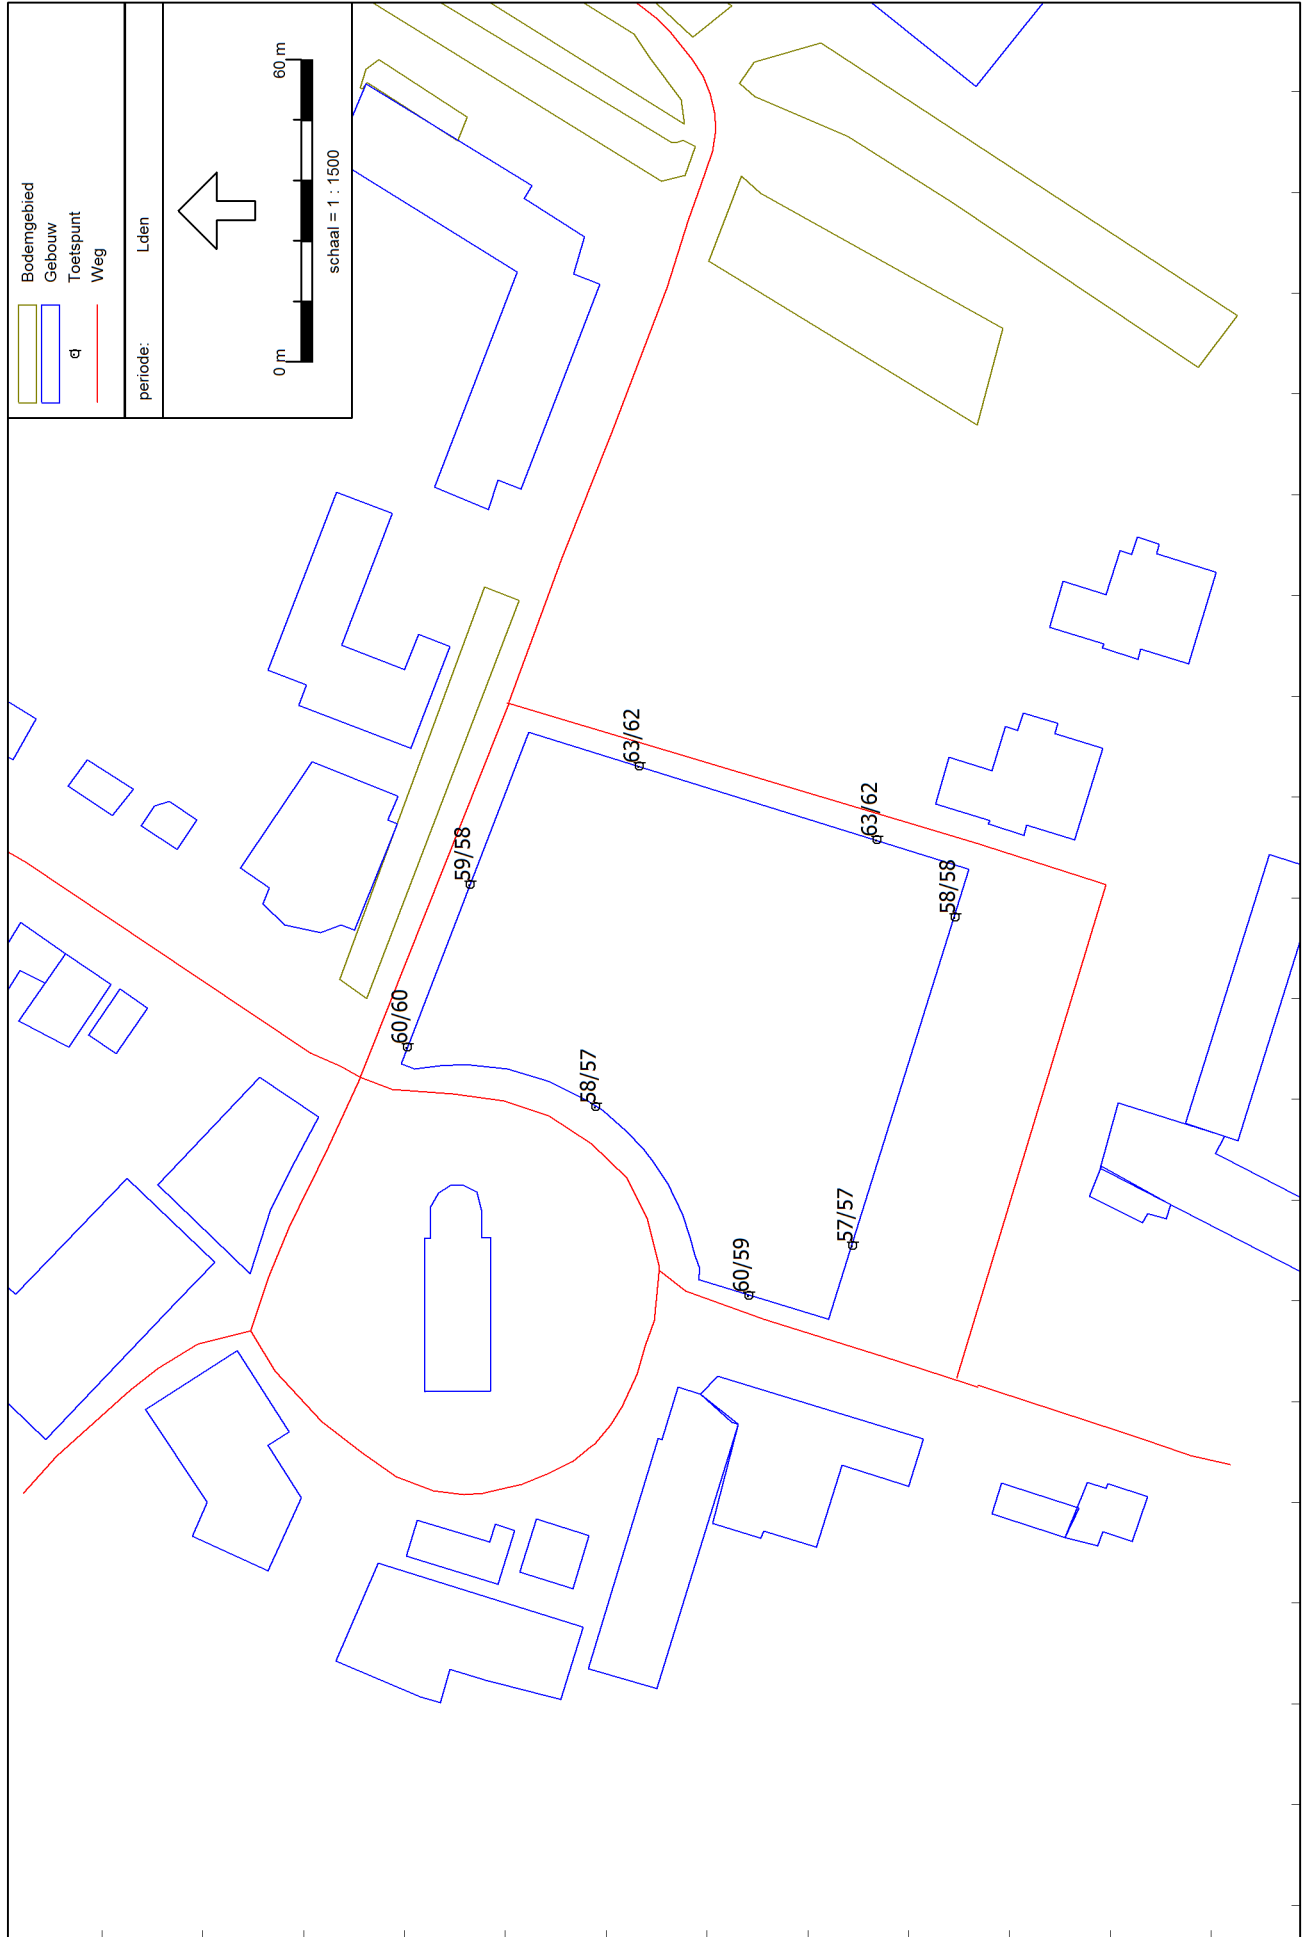 Bodemgebied
Gebouw
Toetspunt
Weg
periode: Lden
0 m 60 m
schaal = 1 : 1500
63/62
63/62
59/58
58/58
60/60
58/57
57/57
60/59